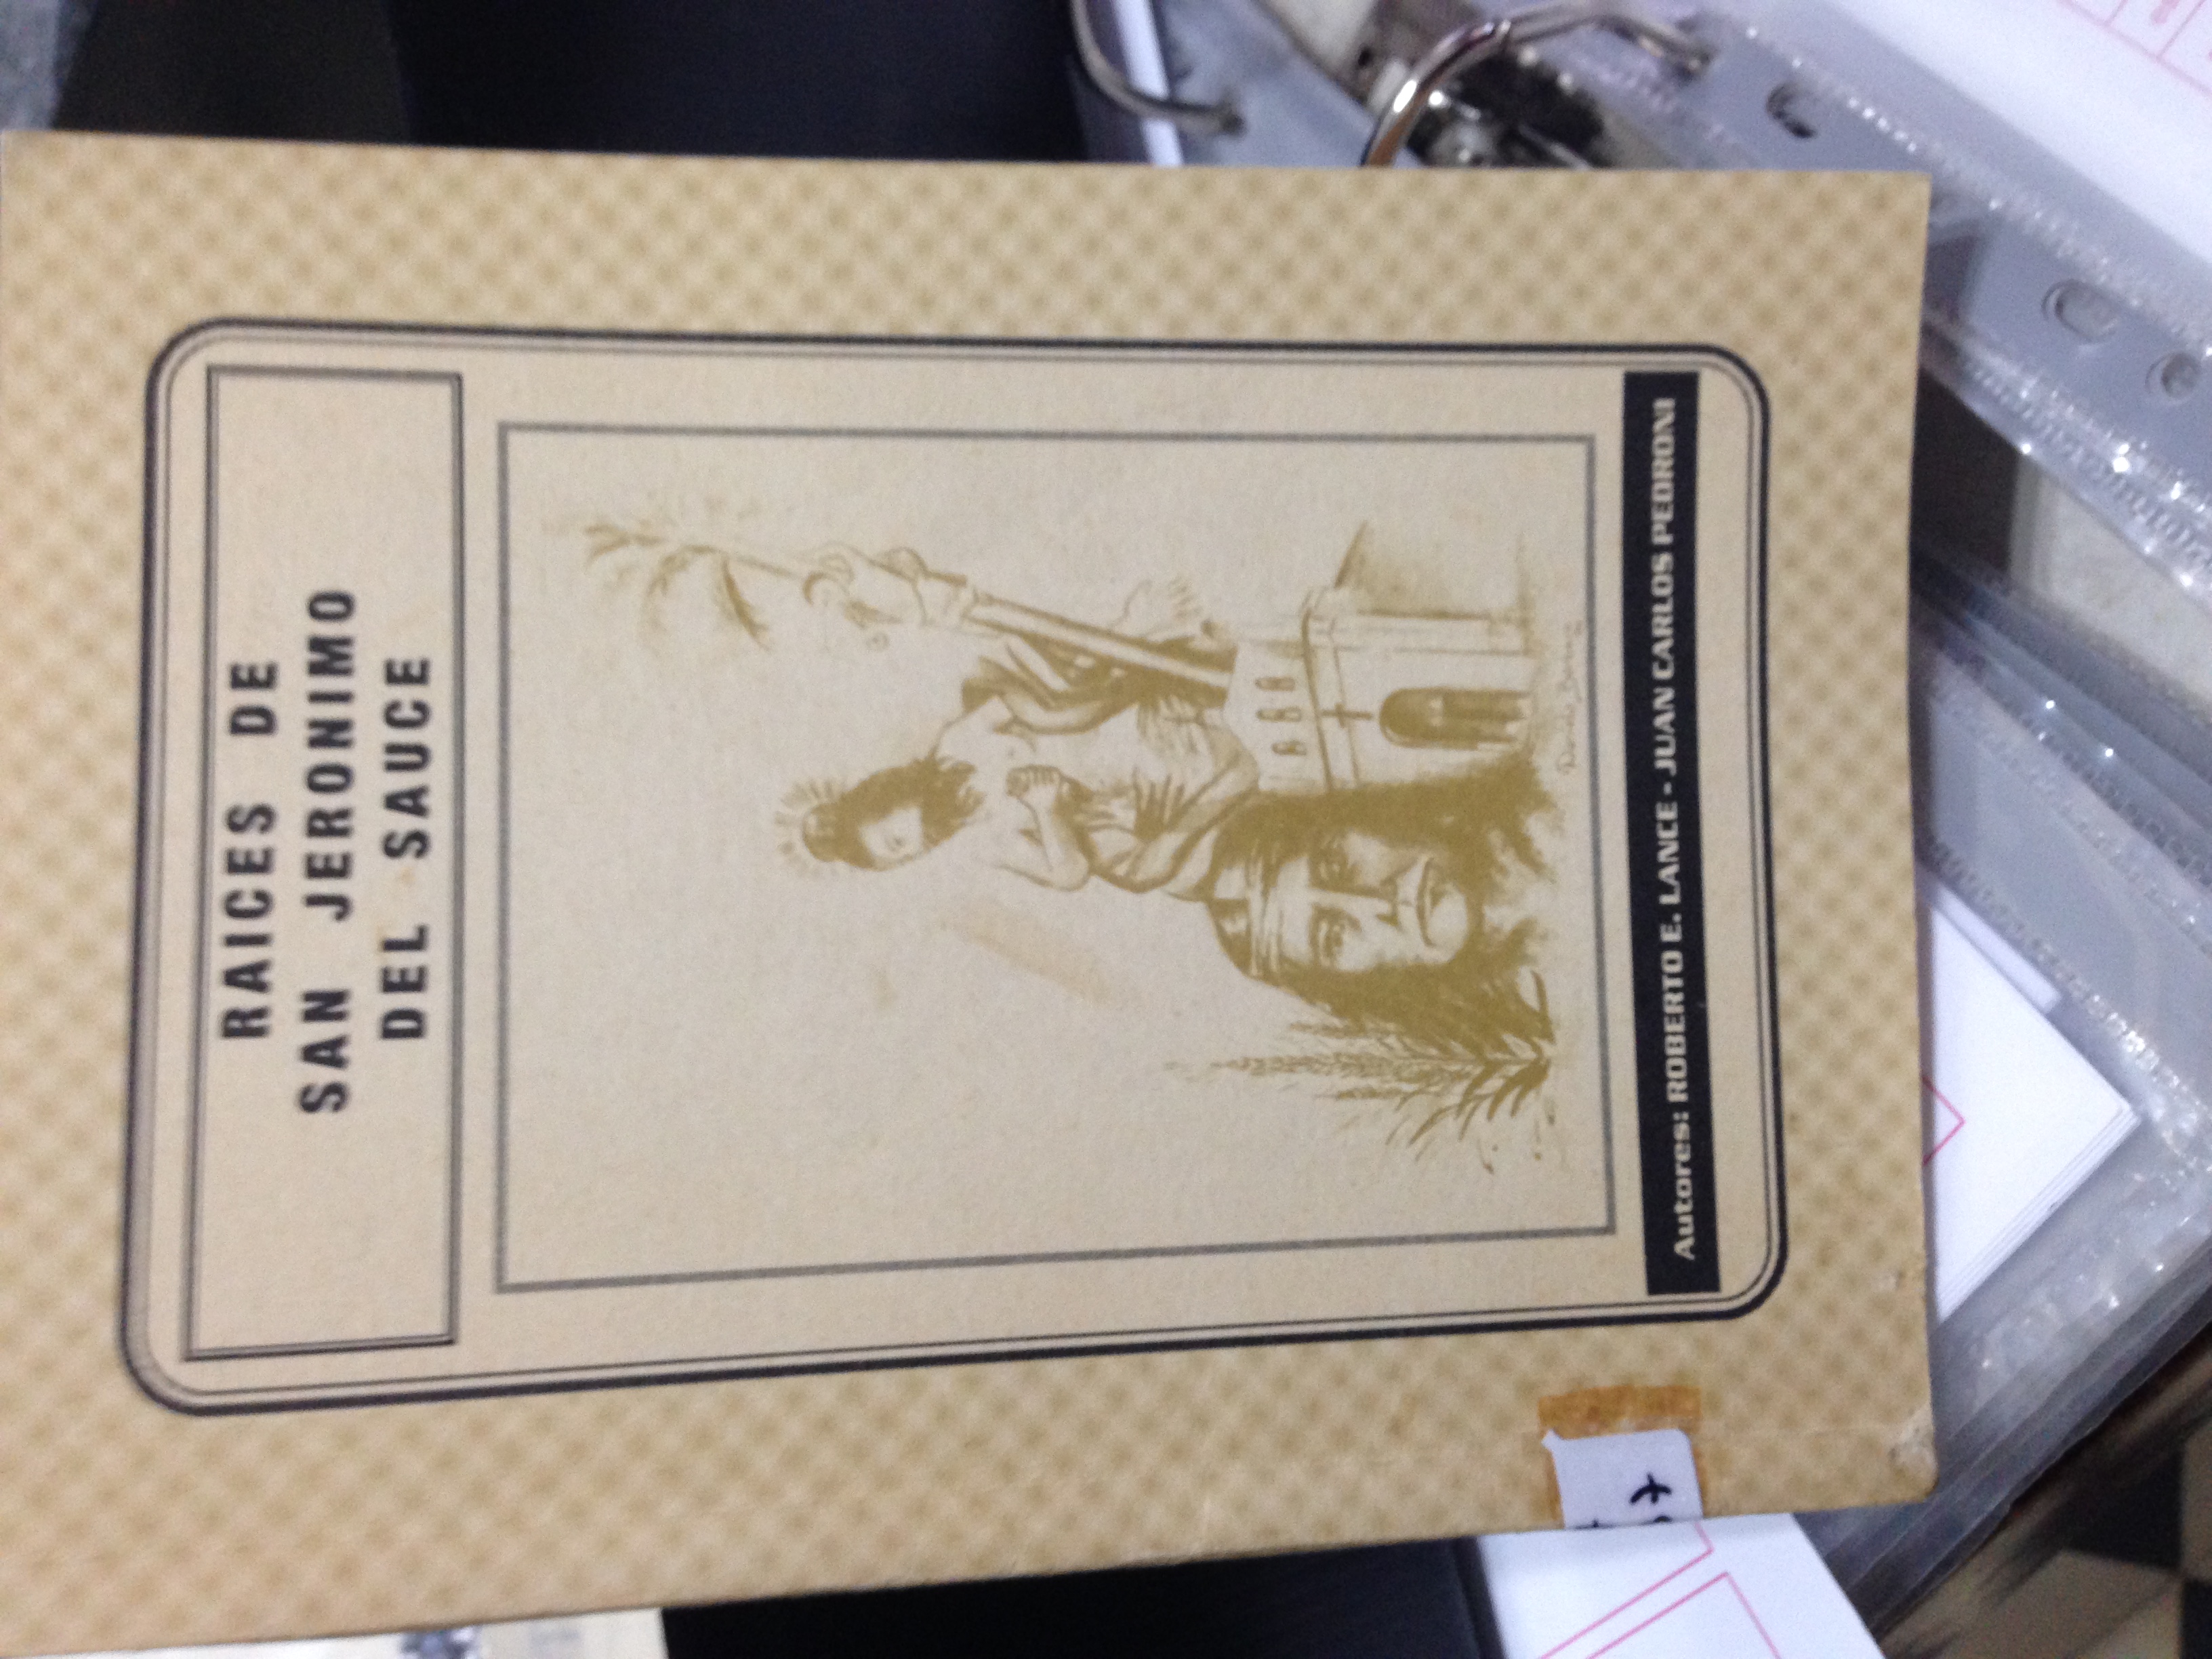 RAICES DE
SAN JERONIMO
DEL SAUCE
Autores: ROBERTO E. LANCE - JUAN CARLOS PEDRONI